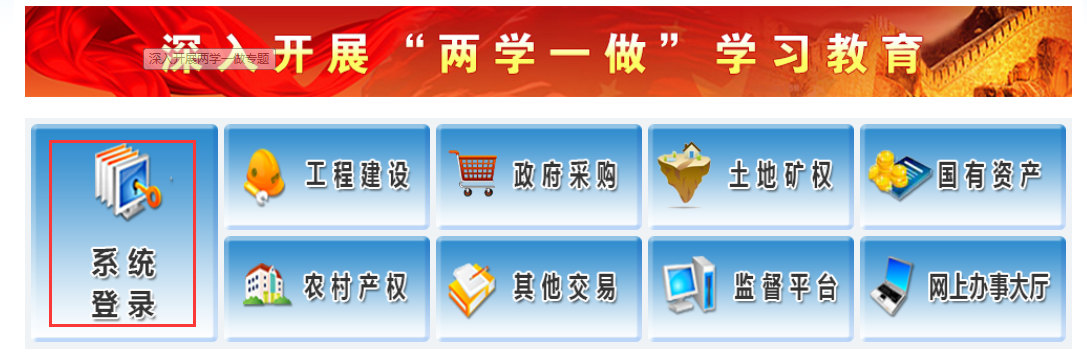 深入开展“两学一做”学习教育
深入开展两学一做专题
系统
登录
工程建设
政府采购
土地矿权
国有资产
农村产权
其他交易
监督平台
网上办事大厅